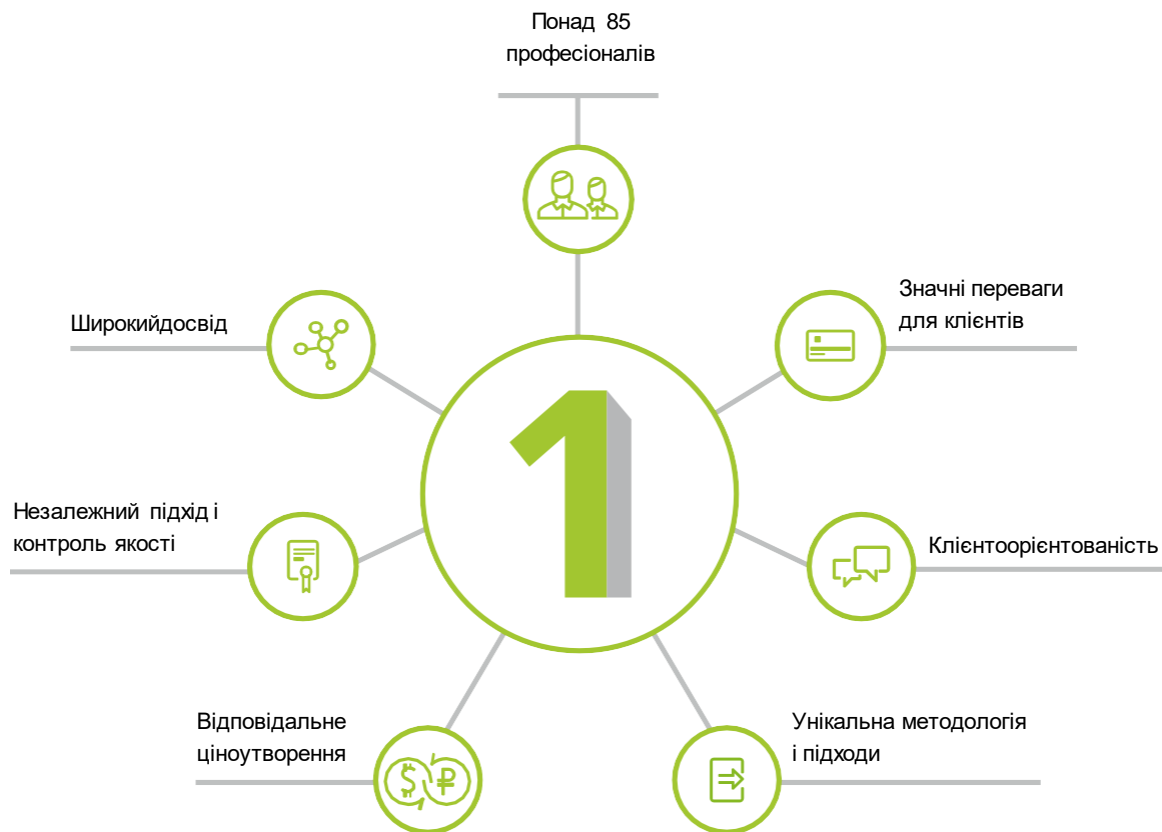 Понад 85
професіоналів
Значні переваги
для клієнтів
Широкийдосвід
1
Незалежний підхід і
контроль якості
Клієнтоорієнтованість
Відповідальне
ціноутворення
$ ₽
Унікальна методологія
і підходи